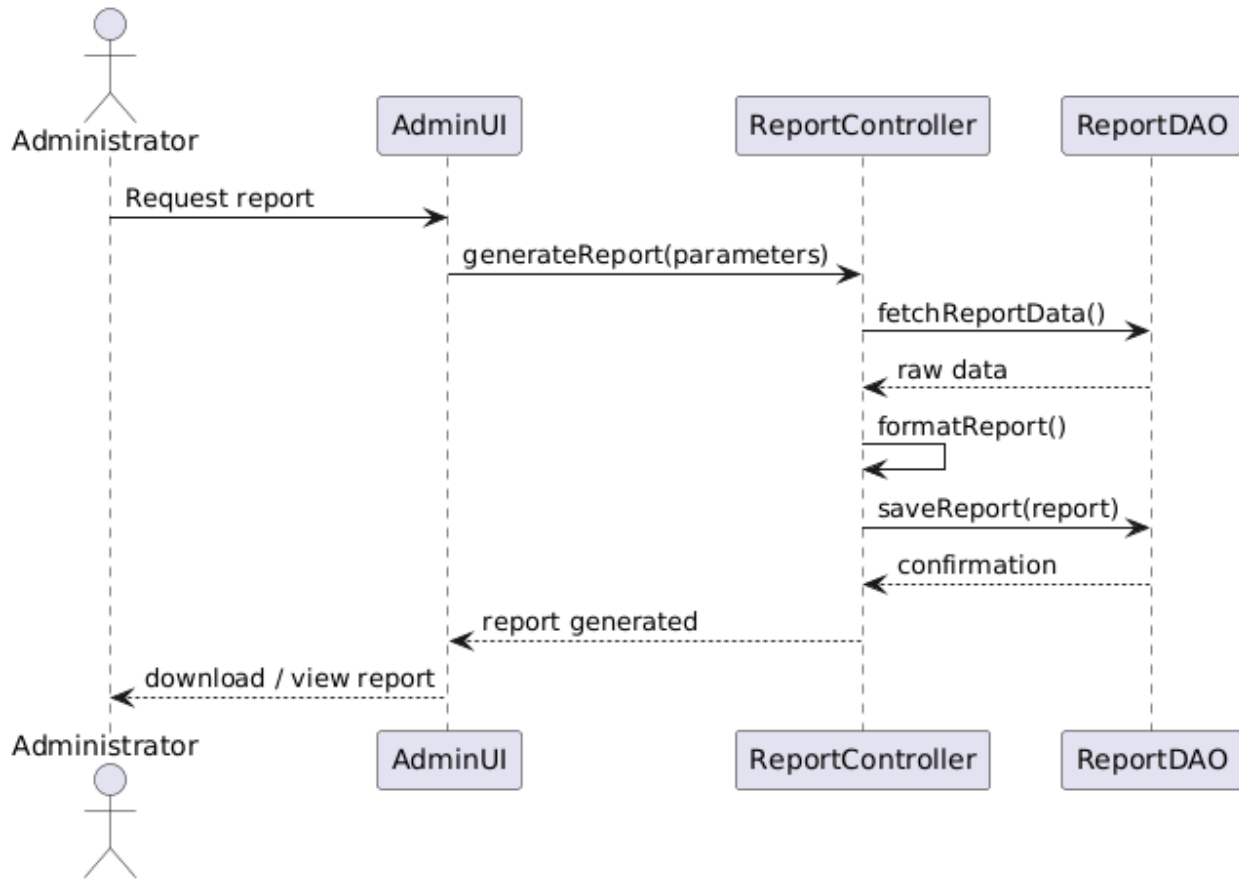 Administrator
AdminUI
ReportController
ReportDAO
Request report
generateReport(parameters)
fetchReportData()
raw data
formatReport()
saveReport(report)
confirmation
report generated
download / view report
Administrator
AdminUI
ReportController
ReportDAO